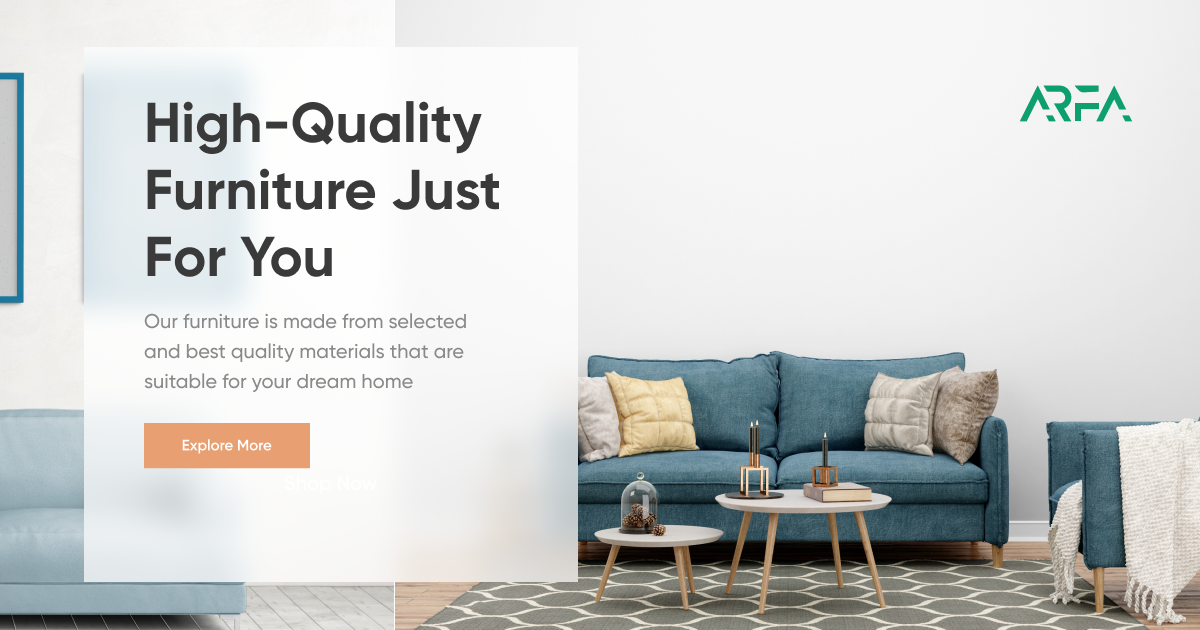 ARFA
High-Quality
Furniture Just
For You
Our furniture is made from selected
and best quality materials that are
suitable for your dream home
Explore More
Shop Now